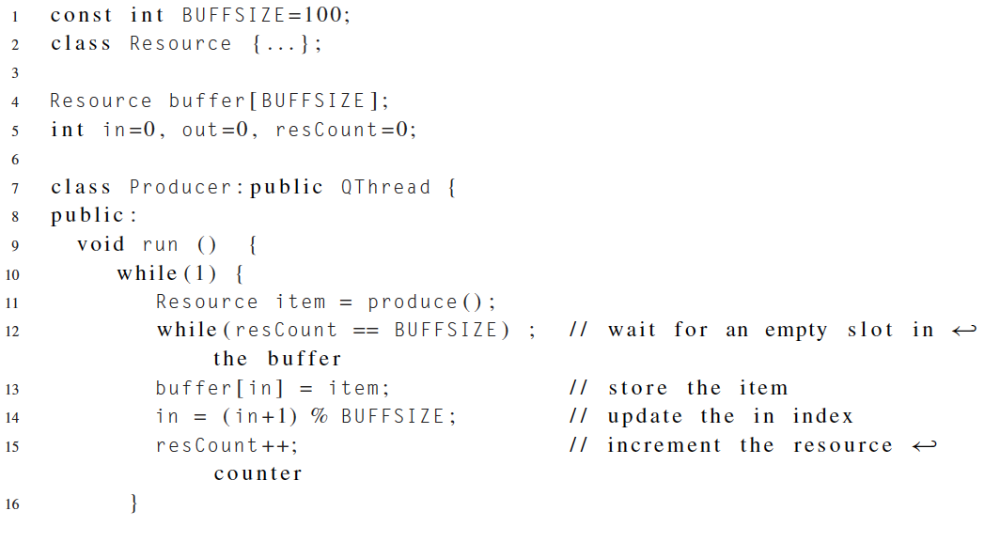 1 const int BUFFSIZE=100;
2 class Resource {...};
3
4 Resource buffer[BUFFSIZE];
5 int in=0, out=0, resCount=0;
6
7 class Producer:public QThread {
8 public:
9 void run () {
10 while(1) {
11 Resource item = produce();
12 while(resCount == BUFFSIZE) ; // wait for an empty slot in ↩
the buffer
13 buffer[in] = item; // store the item
14 in = (in+1) % BUFFSIZE; // update the in index
15 resCount++; // increment the resource ↩
counter
16 }